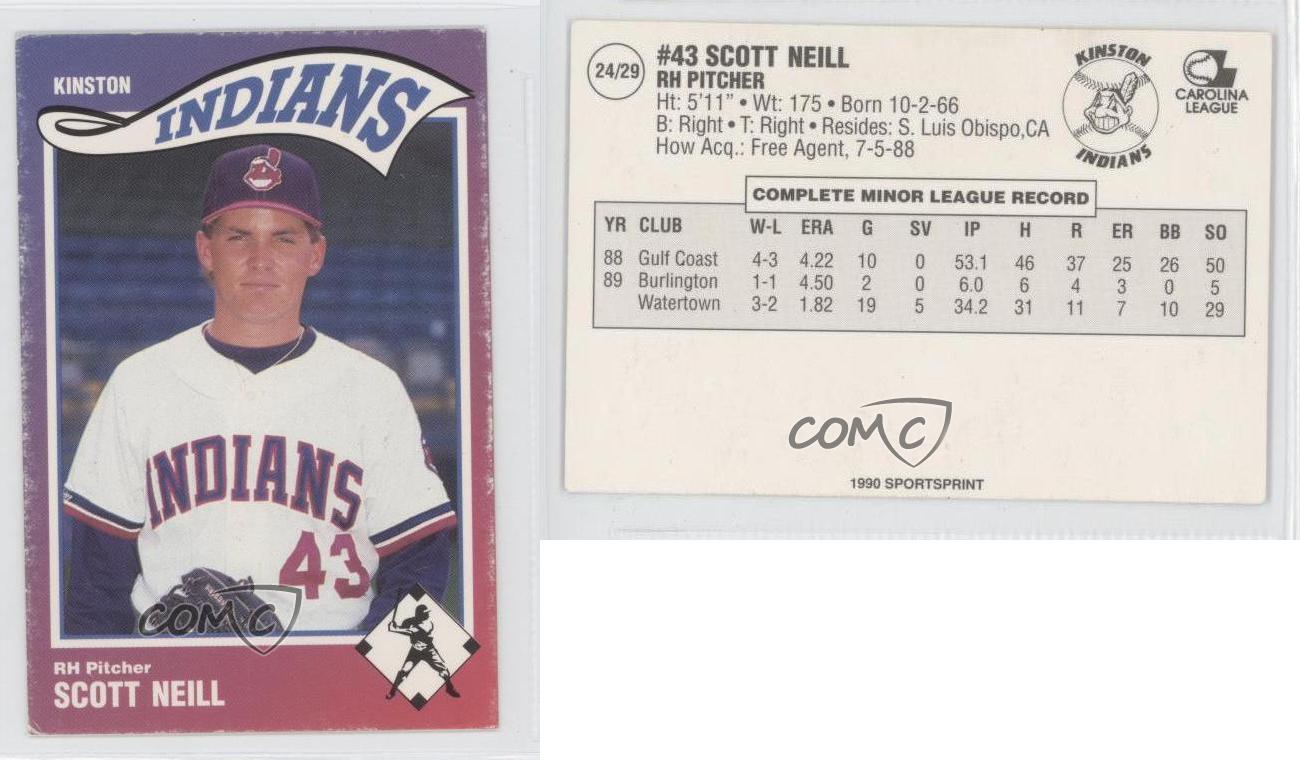 KINSTON
INDIANS
INDIANS
43
COMC
RH Pitcher
SCOTT NEILL
24/29
#43 SCOTT NEILL
RH PITCHER
Ht: 5'11" • Wt: 175 • Born 10-2-66
B: Right • T: Right • Resides: S. Luis Obispo,CA
How Acq.: Free Agent, 7-5-88
KINSTON
INDIANS
CAROLINA
LEAGUE
COMPLETE MINOR LEAGUE RECORD
YR CLUB W-L ERA G SV IP H R ER BB SO
88 Gulf Coast 4-3 4.22 10 0 53.1 46 37 25 26 50
89 Burlington 1-1 4.50 2 0 6.0 6 4 3 0 5
Watertown 3-2 1.82 19 5 34.2 31 11 7 10 29
COMC
1990 SPORTSPRINT